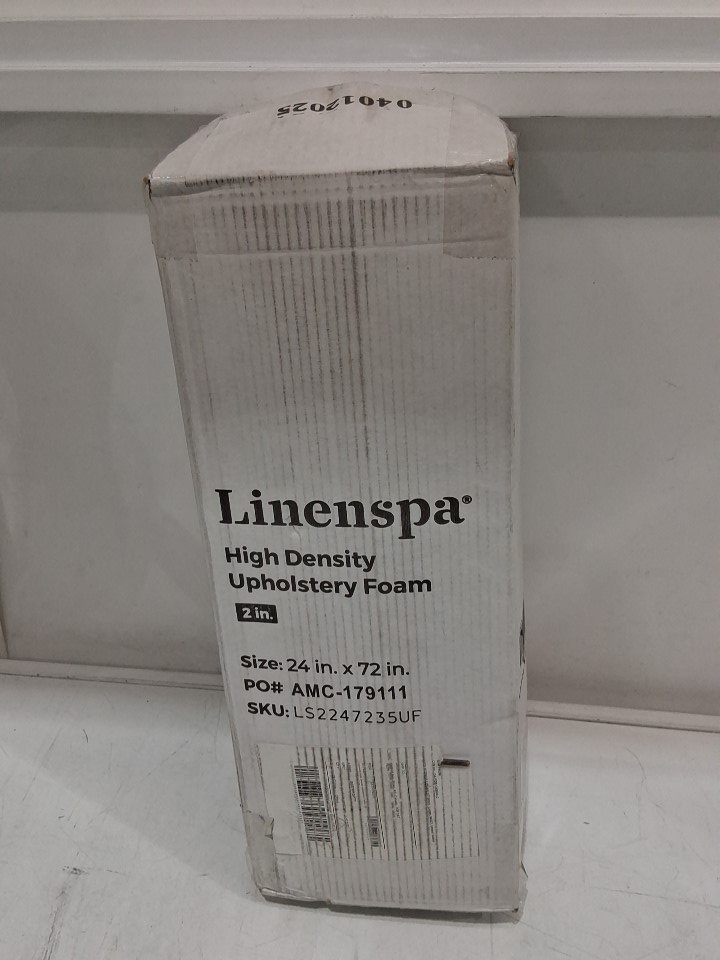 04012025
Linenspa®
High Density
Upholstery Foam
2 in.
Size: 24 in. x 72 in.
PO# AMC-179111
SKU: LS2247235UF